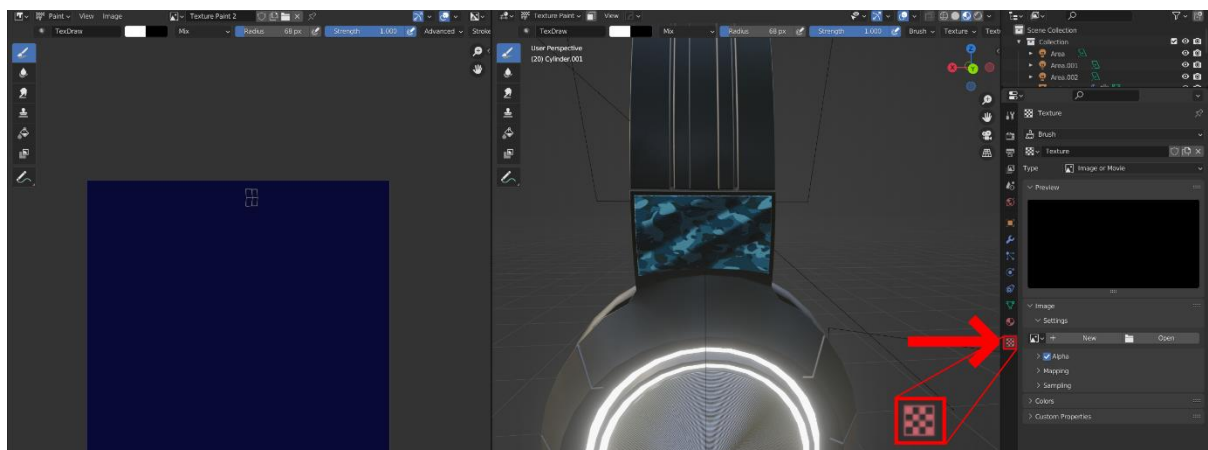 Paint View Image Texture Paint 2
TexDraw Mix Radius 68 px Strength 1.000 Advanced Stroke
Texture Paint View
TexDraw Mix Radius 68 px Strength 1.000 Brush Texture Text
User Perspective
(20) Cylinder.001
Scene Collection
Collection
Area
Area.001
Area.002
Texture
Brush
Texture
Type Image or Movie
Preview
Image
Settings
New Open
Alpha
Mapping
Sampling
Colors
Custom Properties